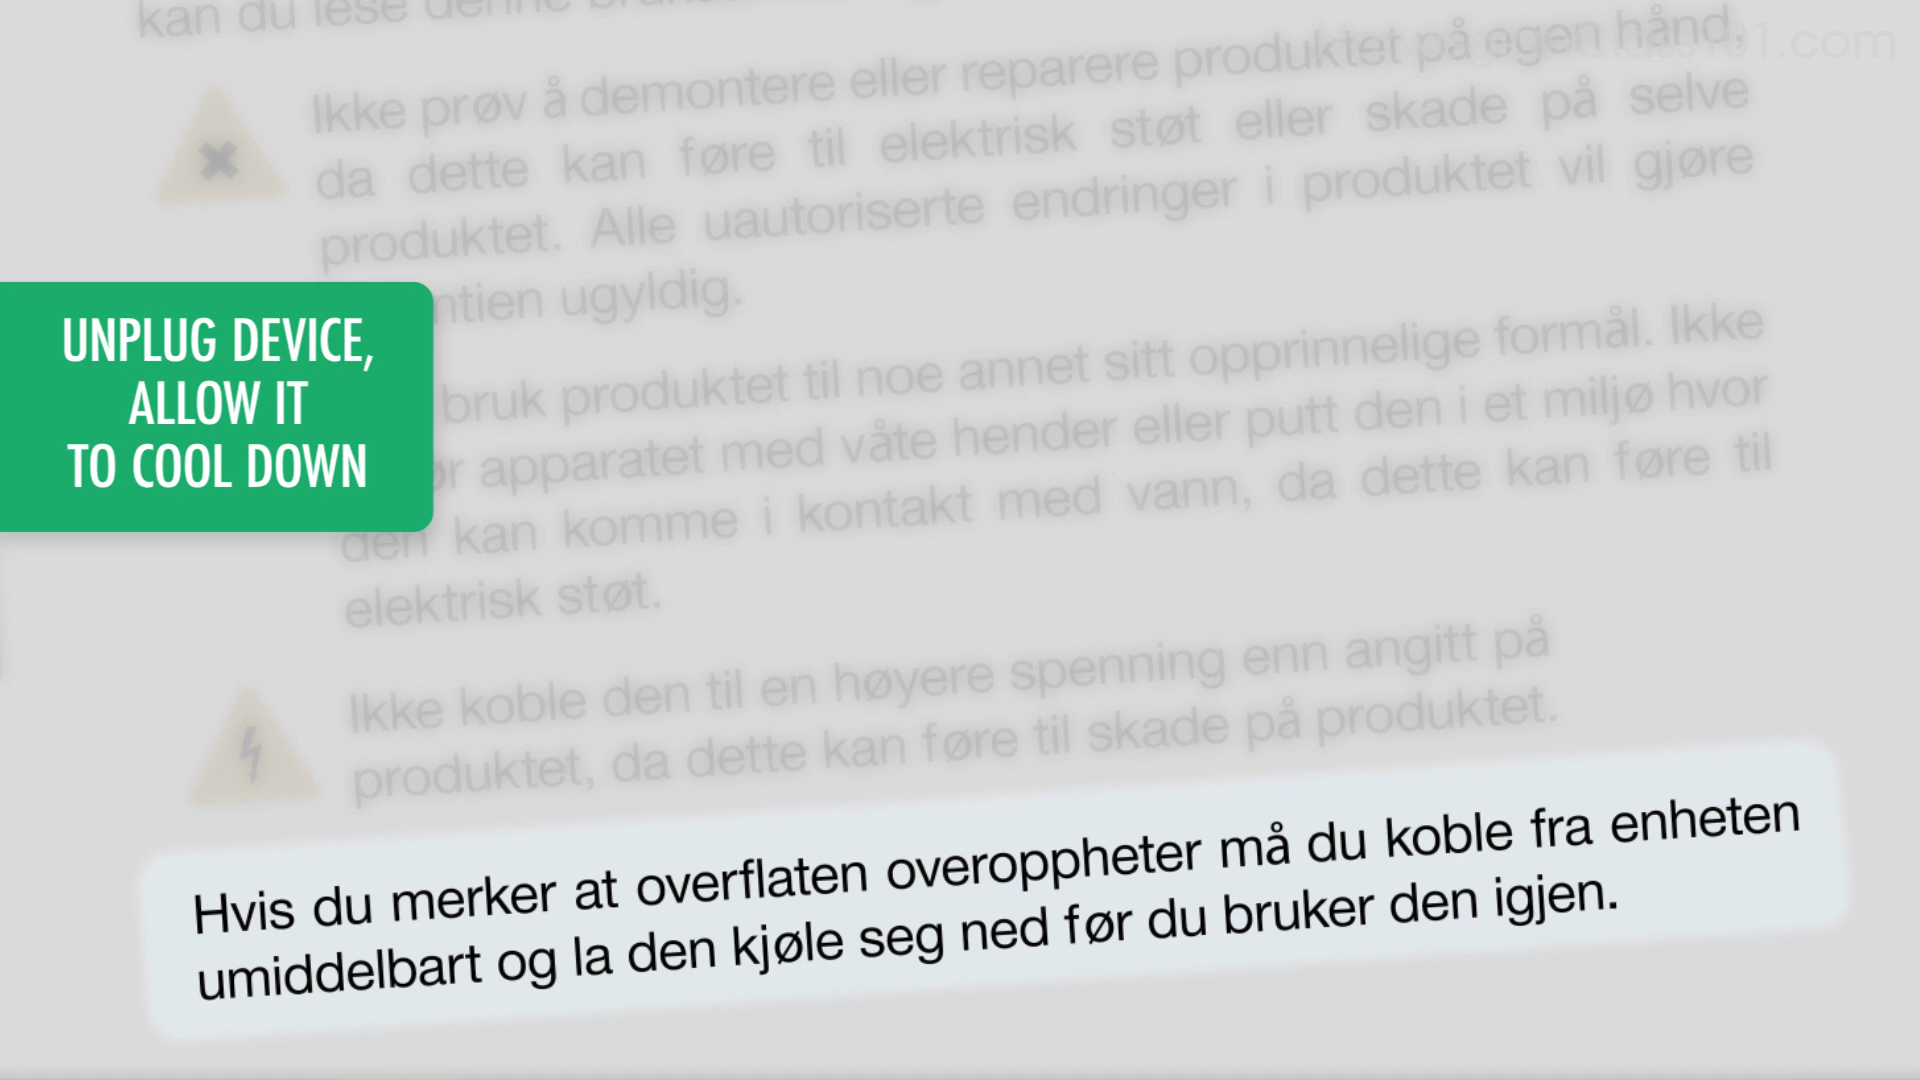 kan du lese denne
Ikke prøv å demontere eller reparere produktet på egen hånd,
da dette kan føre til elektrisk støt eller skade på selve
produktet. Alle uautoriserte endringer i produktet vil gjøre
ntien ugyldig.
UNPLUG DEVICE,
ALLOW IT
TO COOL DOWN
bruk produktet til noe annet sitt opprinnelige formål. Ikke
ør apparatet med våte hender eller putt den i et miljø hvor
den kan komme i kontakt med vann, da dette kan føre til
elektrisk støt.
Ikke koble den til en høyere spenning enn angitt på
produktet, da dette kan føre til skade på produktet.
Hvis du merker at overflaten overoppheter må du koble fra enheten
umiddelbart og la den kjøle seg ned før du bruker den igjen.